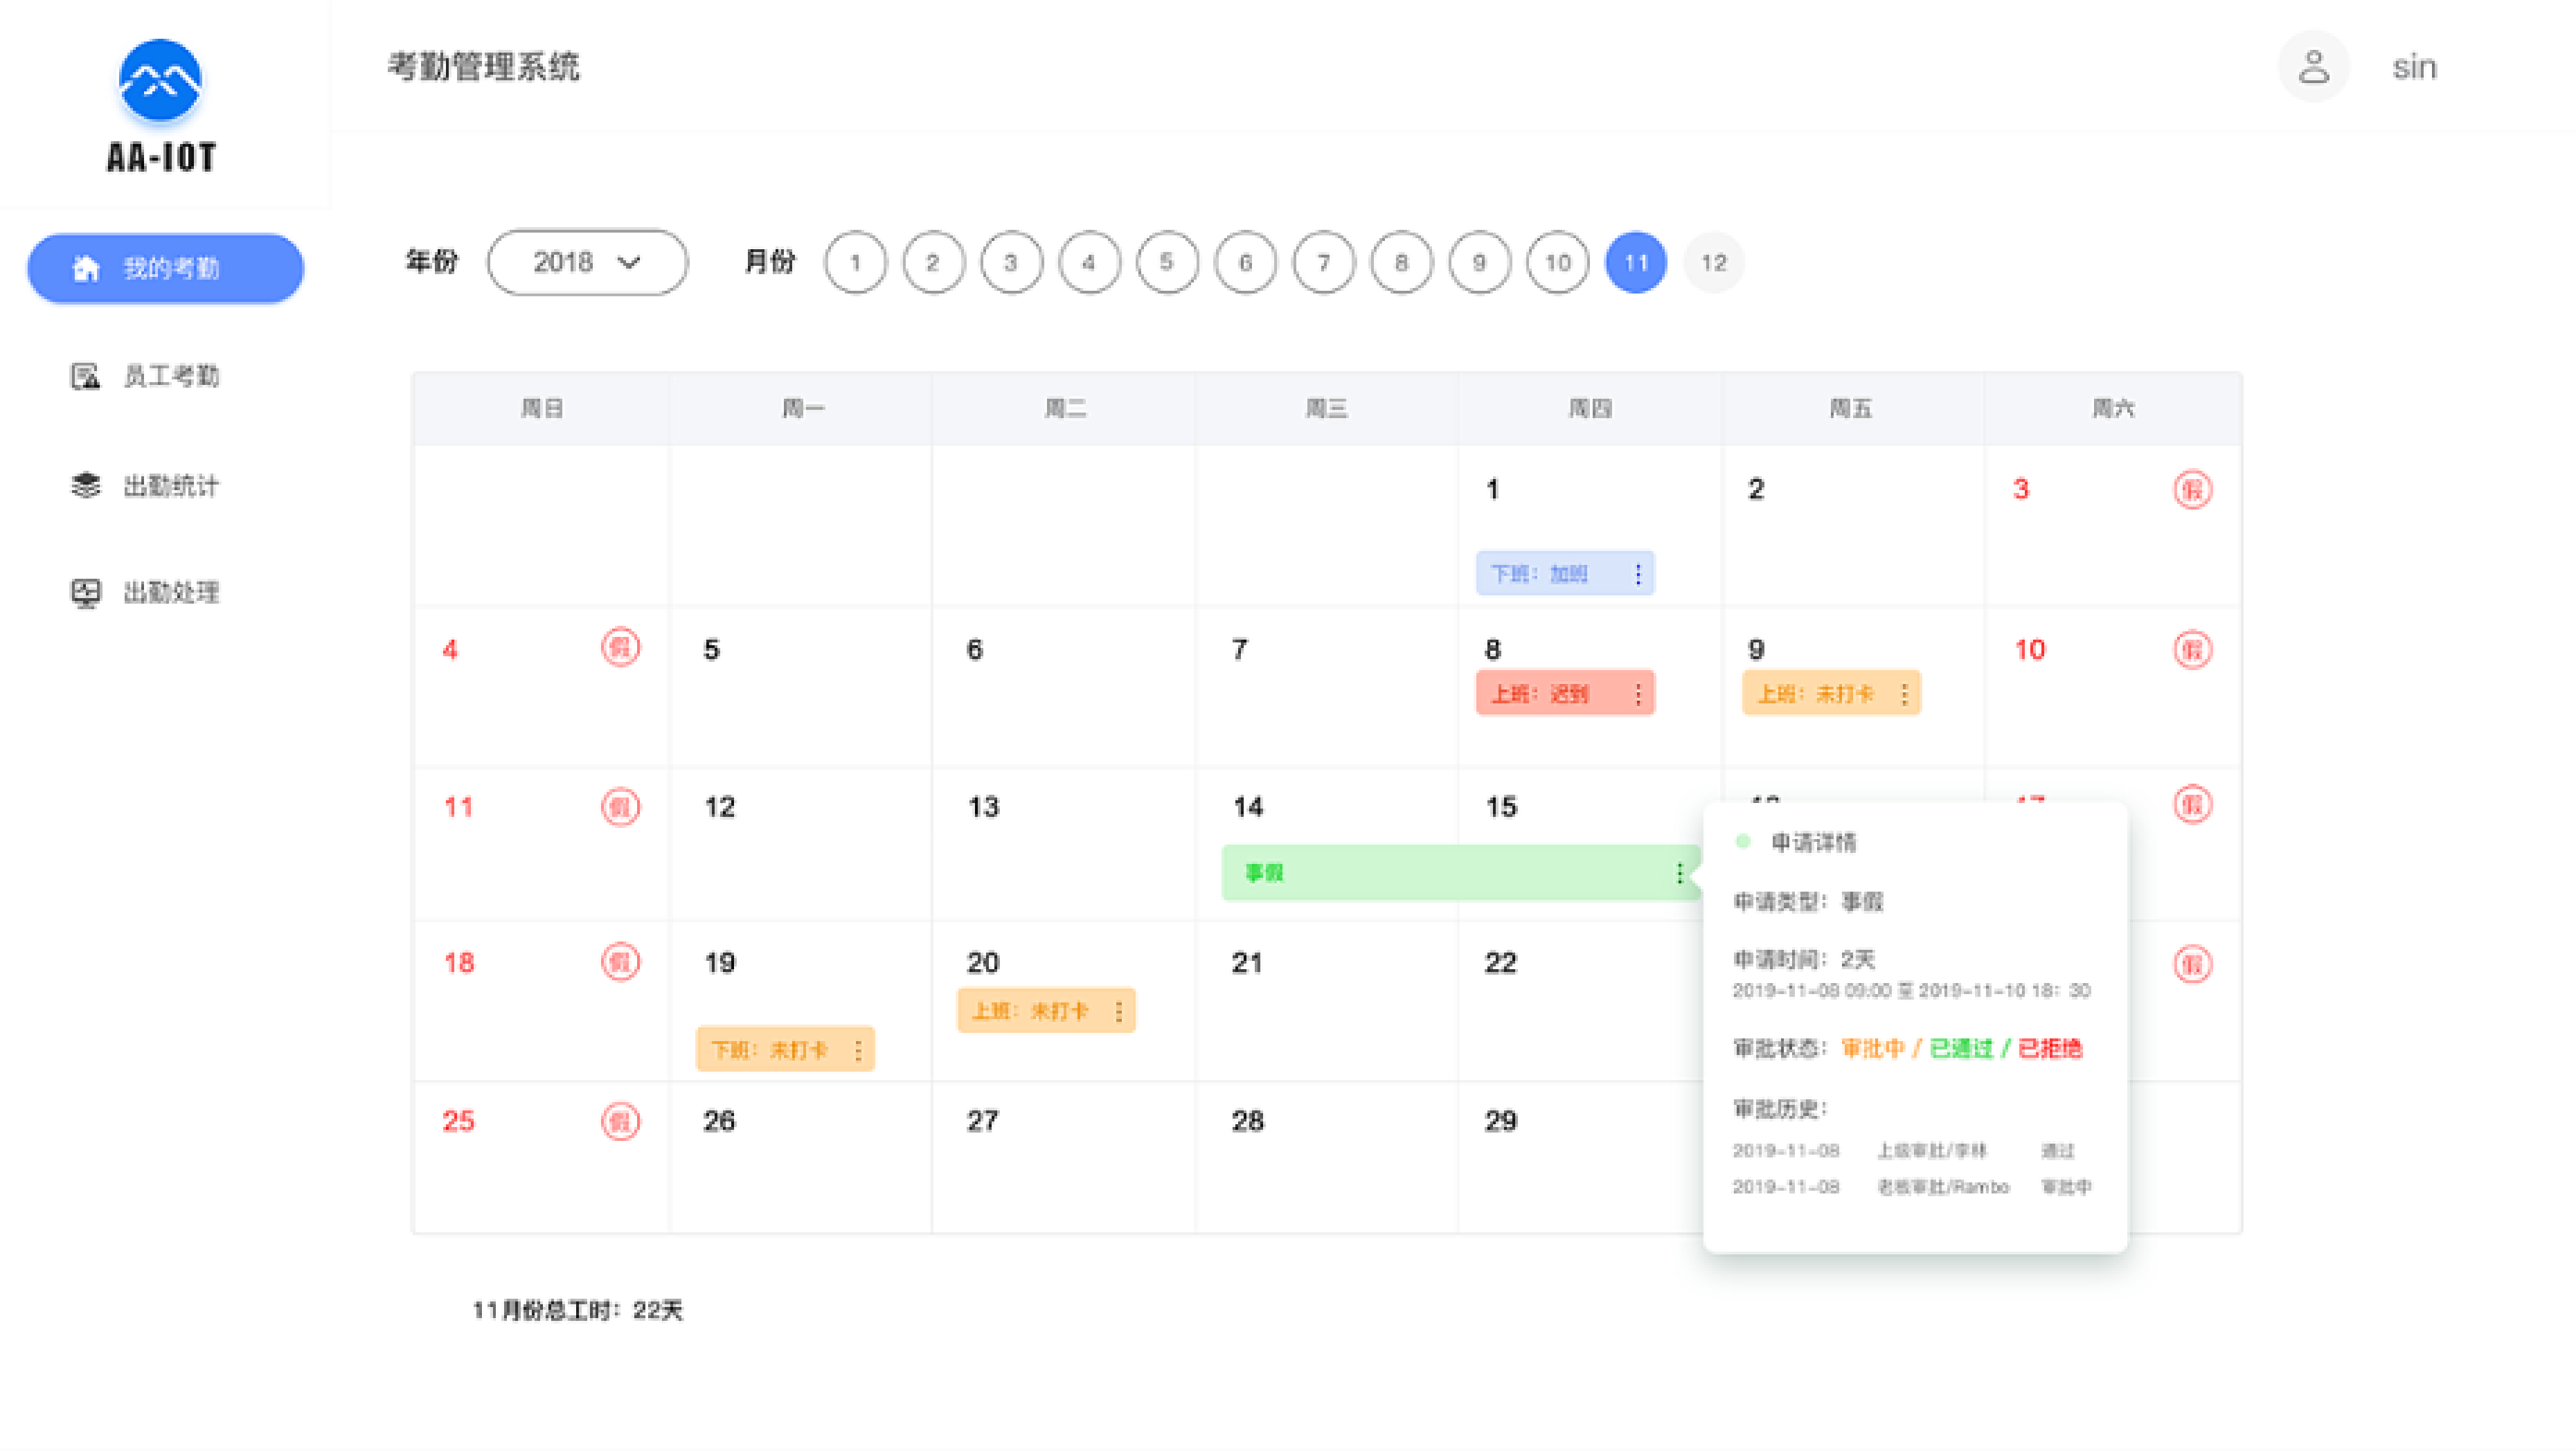 AA-IOT
考勤管理系统
sin
我的考勤
员工考勤
出勤统计
出勤处理
年份 2018 月份 1 2 3 4 5 6 7 8 9 10 11 12
周日 周一 周二 周三 周四 周五 周六
1 2 3 假
下班：加班
4 假 5 6 7 8 9 10 假
上班：迟到 上班：未打卡
11 假 12 13 14 15 假
事假
18 假 19 20 21 22 假
上班：未打卡
下班：未打卡
25 假 26 27 28 29
申请详情
申请类型：事假
申请时间：2天
2019-11-08 09:00 至 2019-11-10 18：30
审批状态：审批中 / 已通过 / 已拒绝
审批历史：
2019-11-08 上级审批/李林 通过
2019-11-08 老板审批/Rambo 审批中
11月份总工时：22天